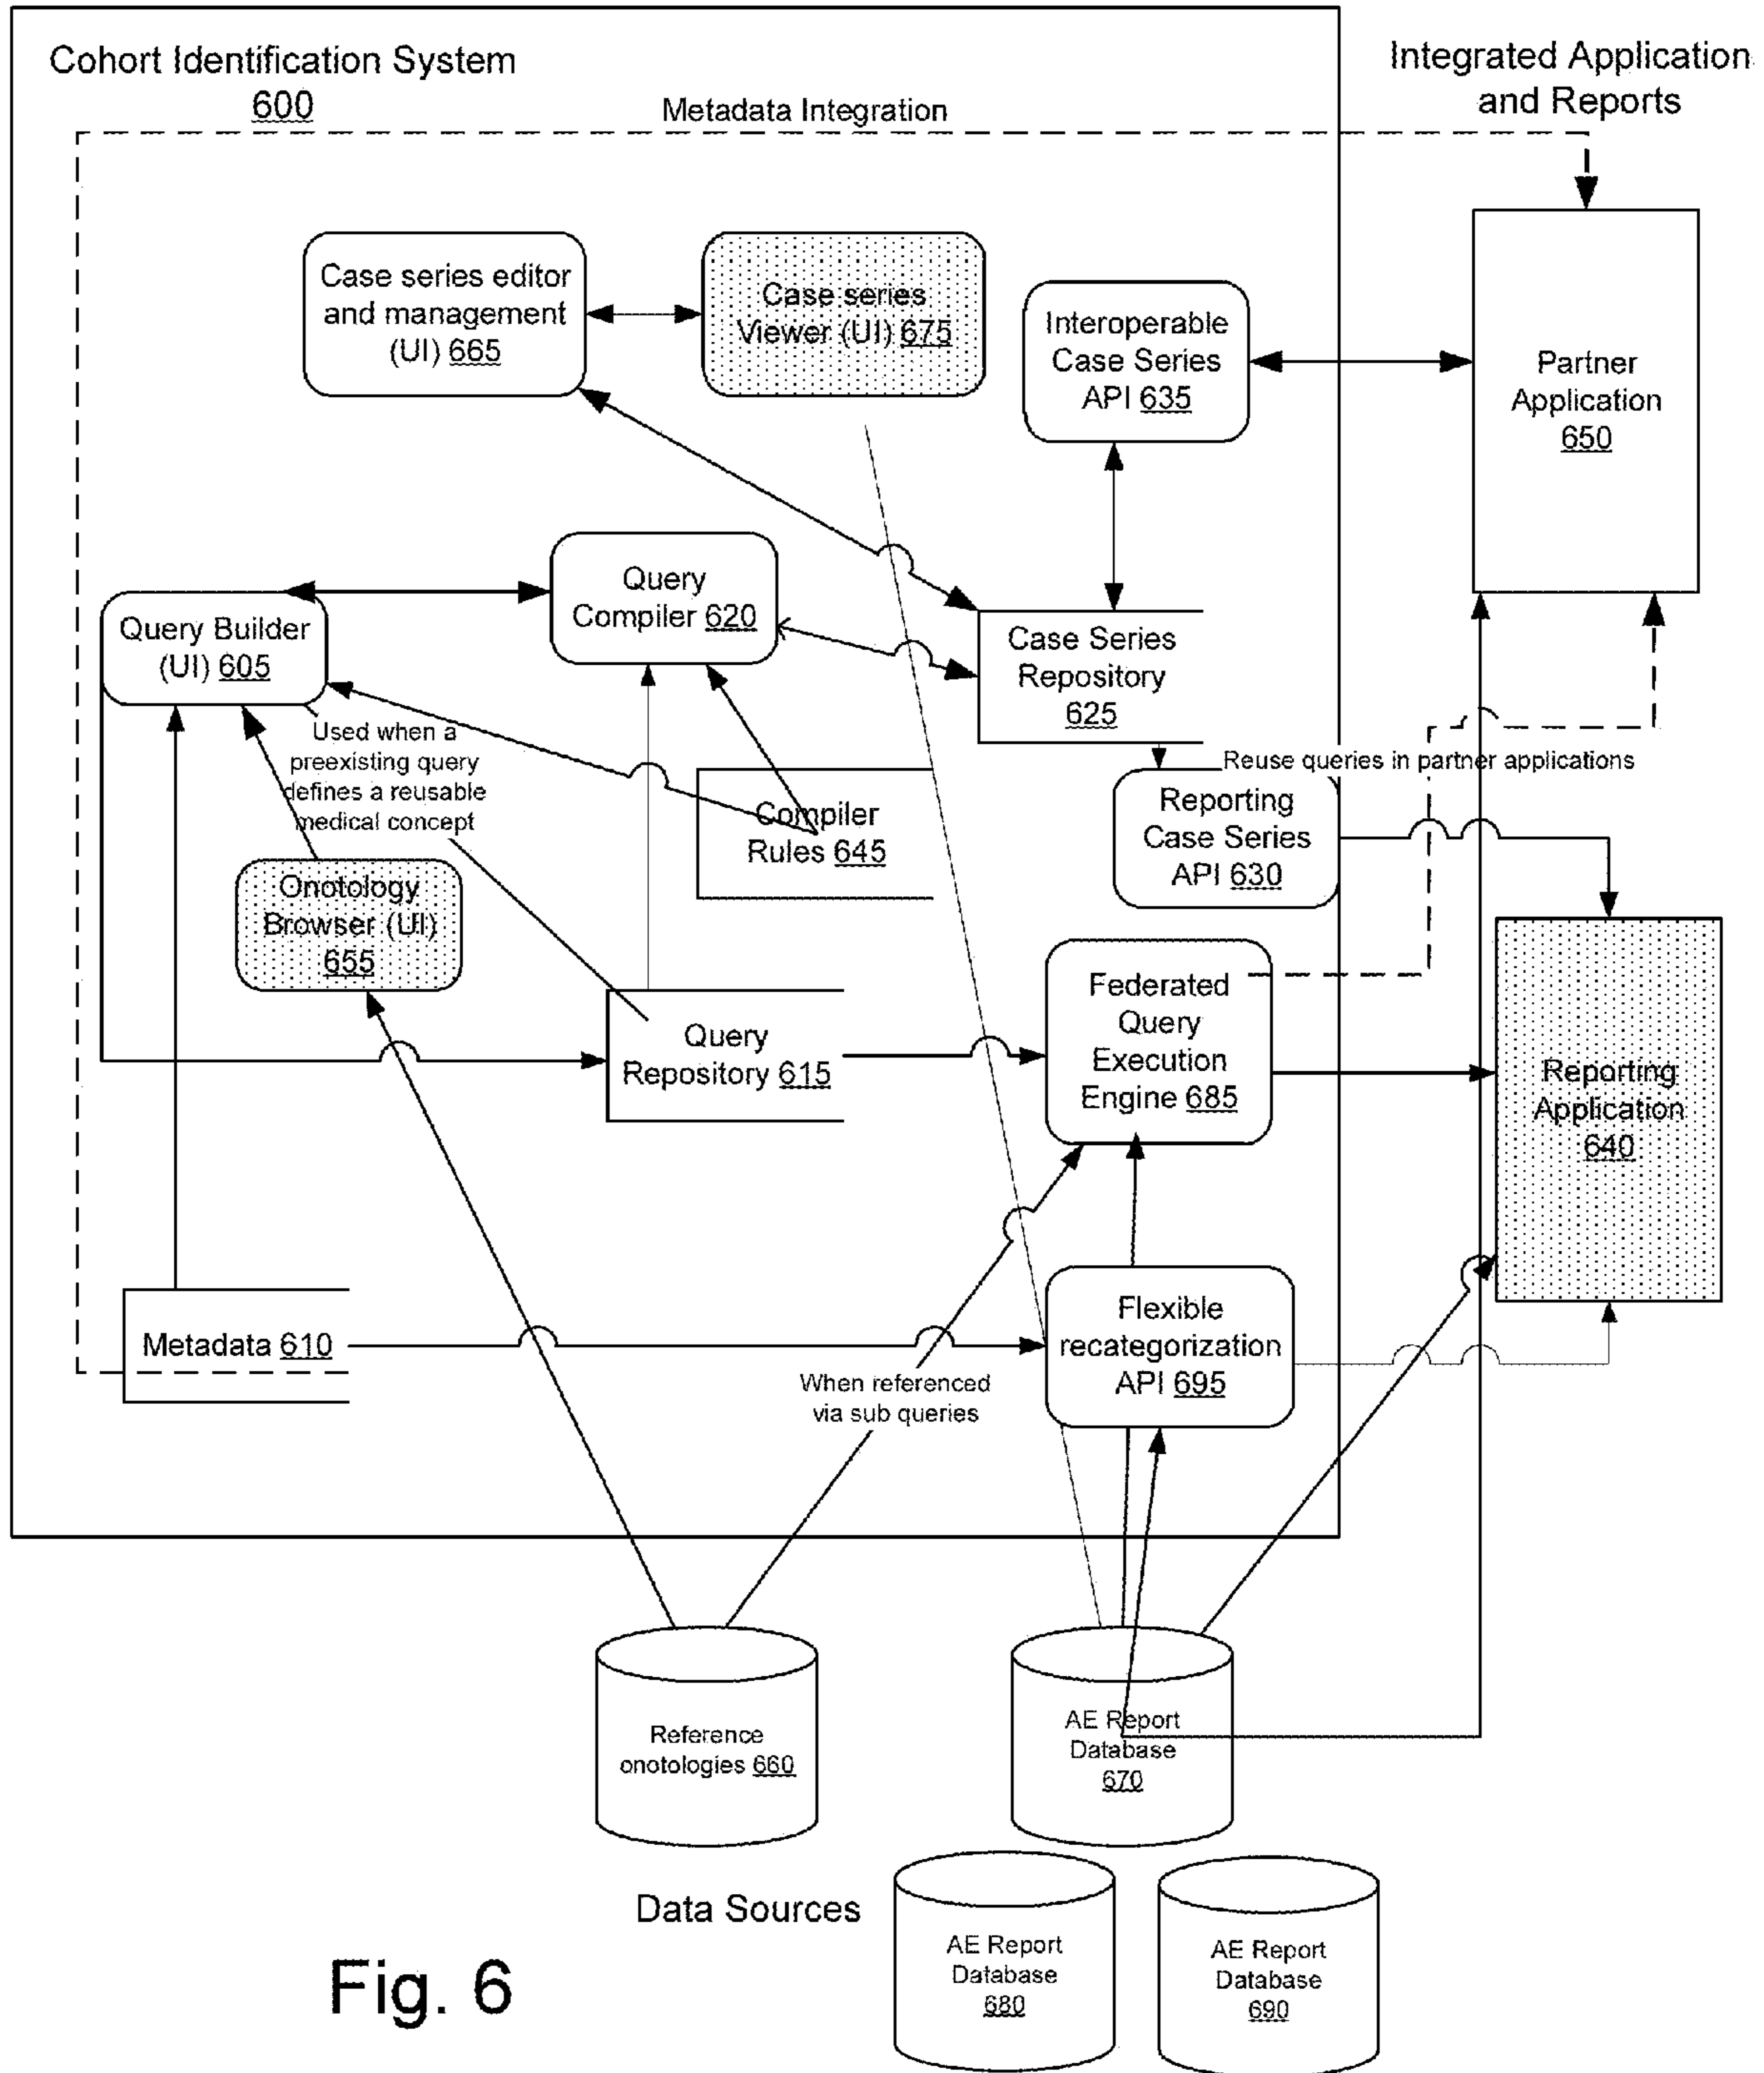 Cohort Identification System
600
Integrated Application
and Reports
Metadada Integration
Case series editor
and management
(UI) 665
Case series
Viewer (UI) 675
Interoperable
Case Series
API 635
Partner
Application
650
Query
Compiler 620
Query Builder
(UI) 605
Case Series
Repository
625
Used when a
preexisting query
defines a reusable
medical concept
Reuse queries in partner applications
Compiler
Rules 645
Reporting
Case Series
API 630
Onotology
Browser (UI)
655
Federated
Query
Execution
Engine 685
Query
Repository 615
Reporting
Application
640
Metadata 610
Flexible
recategorization
API 695
When referenced
via sub queries
Reference
onotologies 660
AE Report
Database
670
Data Sources
AE Report
Database
680
AE Report
Database
690
Fig. 6